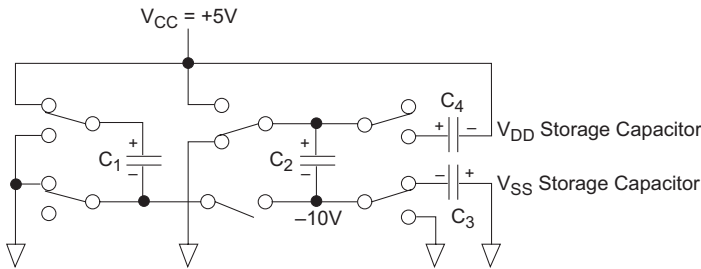 V_CC = +5V
C_4
+ −
V_DD Storage Capacitor
+
C_1
−
+
C_2
−
− +
V_SS Storage Capacitor
C_3
–10V